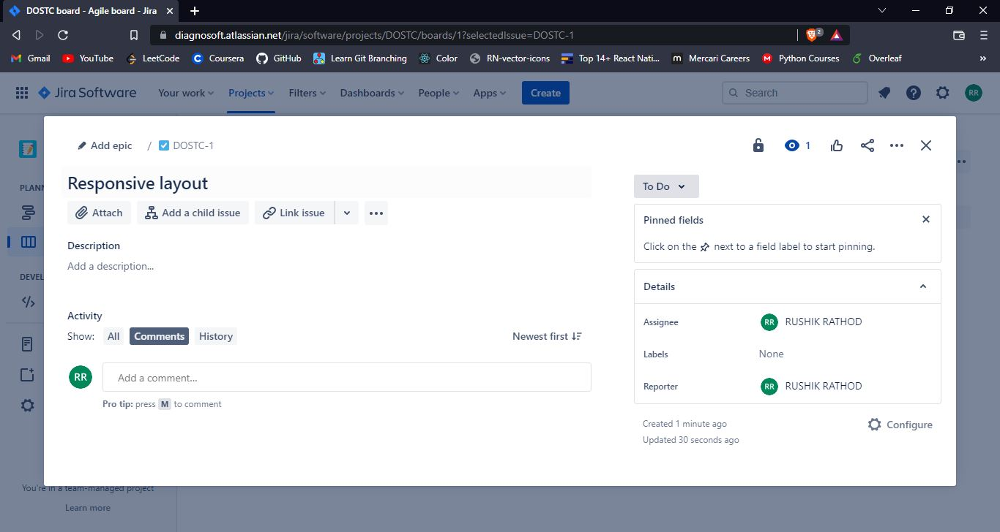 DOSTC board - Agile board - Jira
diagnosoft.atlassian.net/jira/software/projects/DOSTC/boards/1?selectedIssue=DOSTC-1
2
Gmail YouTube LeetCode Coursera GitHub Learn Git Branching Color RN-vector-icons Top 14+ React Nati... Mercari Careers Python Courses Overleaf »
Jira Software Your work Projects Filters Dashboards People Apps Create Search RR
Add epic / DOSTC-1 1
Responsive layout
To Do
Attach Add a child issue Link issue
PLANN
Pinned fields
Description
Click on the next to a field label to start pinning.
Add a description...
DEVEL
Details
Activity
Assignee RR RUSHIK RATHOD
Show: All Comments History Newest first
Labels None
RR Add a comment...
Reporter RR RUSHIK RATHOD
Pro tip: press M to comment
Created 1 minute ago Configure
Updated 30 seconds ago
You're in a team-managed project
Learn more